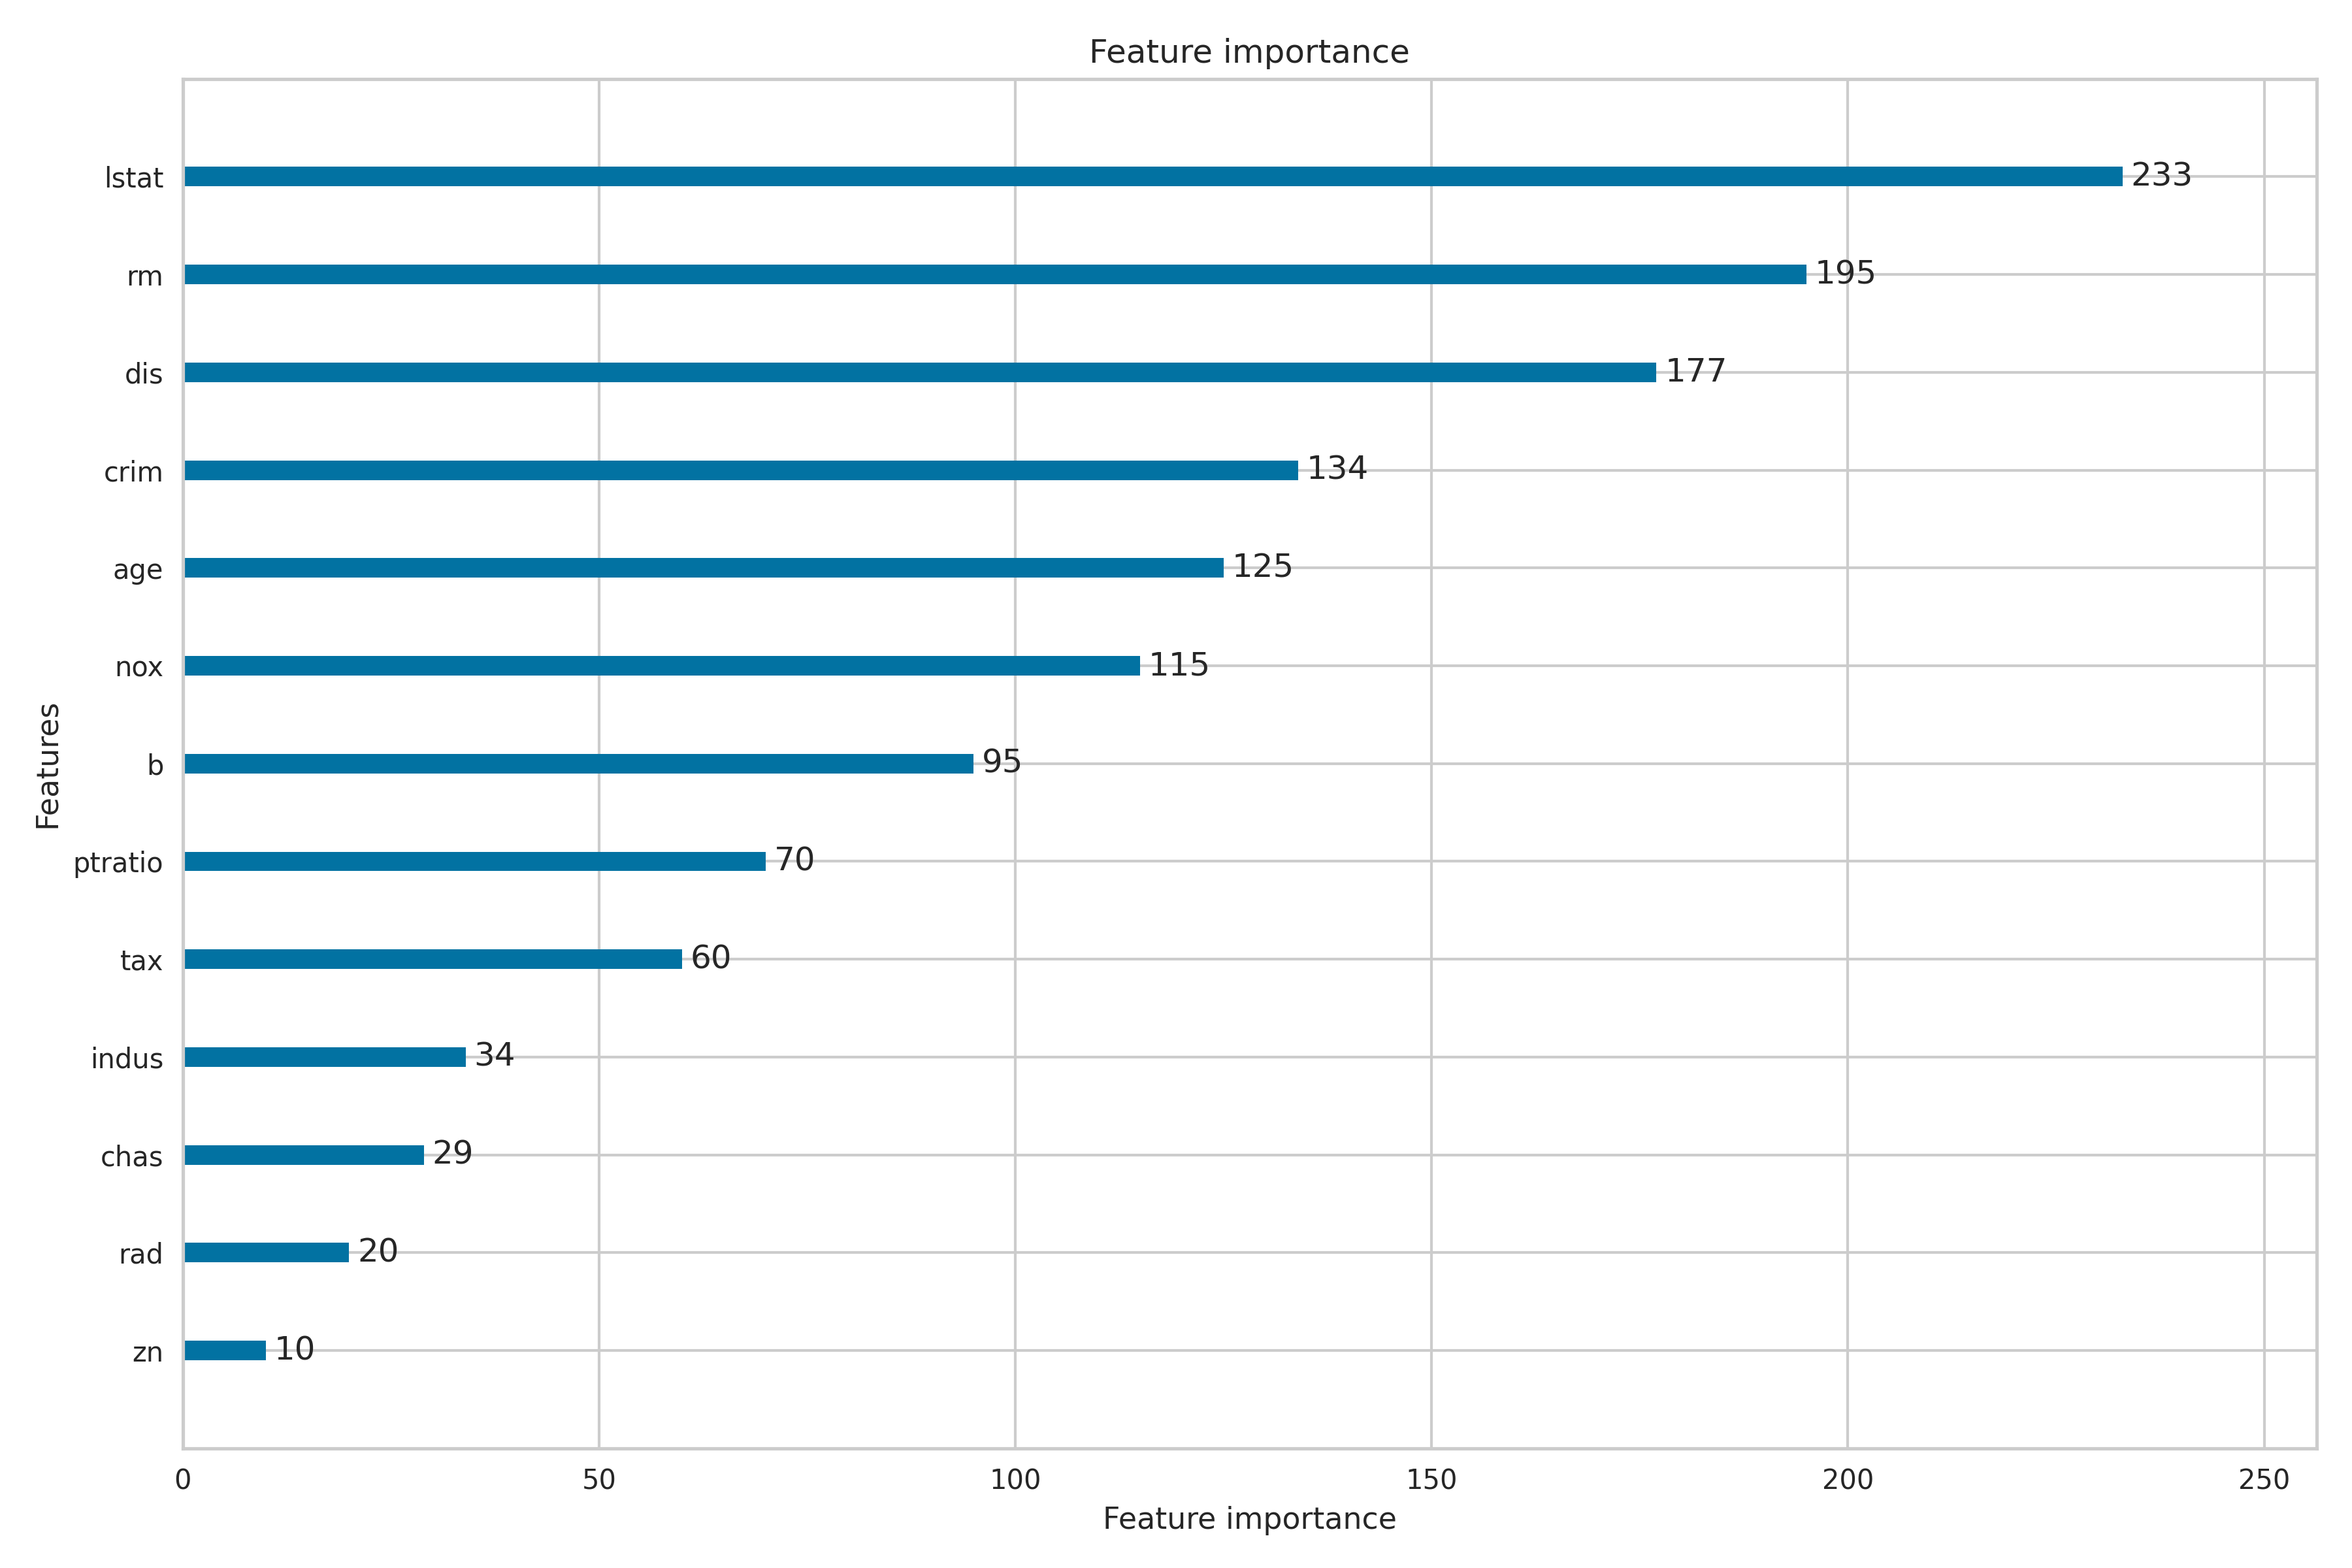 Feature importance
lstat 233
rm 195
dis 177
crim 134
age 125
nox 115
Features
b 95
ptratio 70
tax 60
indus 34
chas 29
rad 20
zn 10
0 50 100 150 200 250
Feature importance